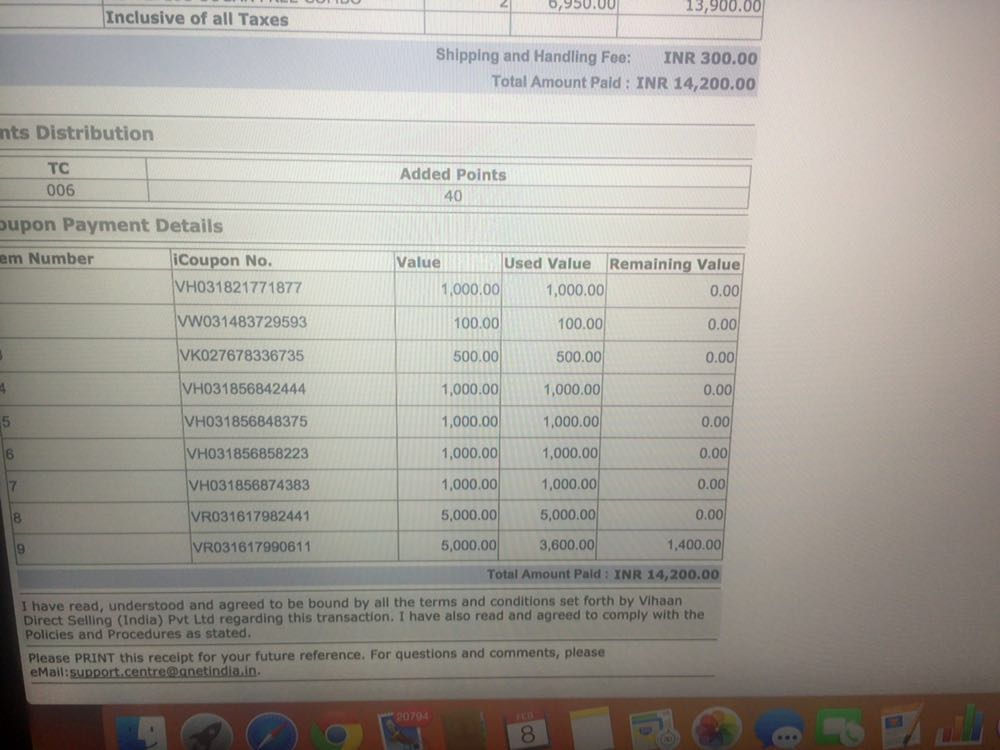 2 6,950.00 13,900.00
Inclusive of all Taxes
Shipping and Handling Fee: INR 300.00
Total Amount Paid : INR 14,200.00
nts Distribution
TC Added Points
006 40
oupon Payment Details
em Number iCoupon No. Value Used Value Remaining Value
VH031821771877 1,000.00 1,000.00 0.00
VW031483729593 100.00 100.00 0.00
VK027678336735 500.00 500.00 0.00
4 VH031856842444 1,000.00 1,000.00 0.00
5 VH031856848375 1,000.00 1,000.00 0.00
6 VH031856858223 1,000.00 1,000.00 0.00
7 VH031856874383 1,000.00 1,000.00 0.00
8 VR031617982441 5,000.00 5,000.00 0.00
9 VR031617990611 5,000.00 3,600.00 1,400.00
Total Amount Paid : INR 14,200.00
I have read, understood and agreed to be bound by all the terms and conditions set forth by Vihaan
Direct Selling (India) Pvt Ltd regarding this transaction. I have also read and agreed to comply with the
Policies and Procedures as stated.
Please PRINT this receipt for your future reference. For questions and comments, please
eMail:support.centre@qnetindia.in.
20794
FEB
8